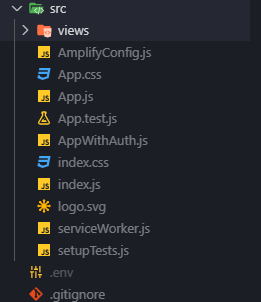 src
views
AmplifyConfig.js
App.css
App.js
App.test.js
AppWithAuth.js
index.css
index.js
logo.svg
serviceWorker.js
setupTests.js
.env
.gitignore